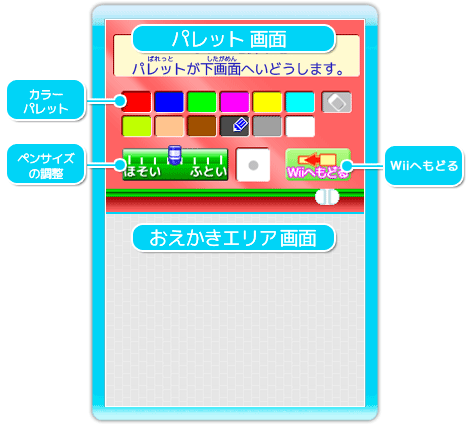 パレット 画面
ぱれっと したがめん
パレットが下画面へいどうします。
カラー
パレット
ペンサイズ
の調整
ほそい ふとい
Wiiへもどる
Wiiへもどる
おえかきエリア 画面